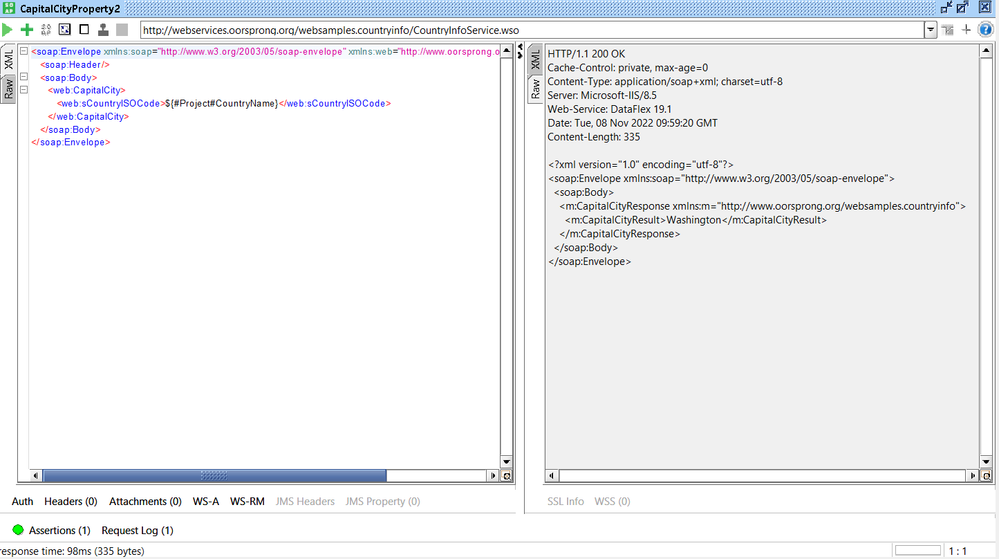 CapitalCityProperty2
http://webservices.oorsprong.org/websamples.countryinfo/CountryInfoService.wso
XML
Raw
<soap:Envelope xmlns:soap="http://www.w3.org/2003/05/soap-envelope" xmlns:web="http://www.oorsprong.o
<soap:Header/>
<soap:Body>
<web:CapitalCity>
<web:sCountryISOCode>${#Project#CountryName}</web:sCountryISOCode>
</web:CapitalCity>
</soap:Body>
</soap:Envelope>
XML
Raw
HTTP/1.1 200 OK
Cache-Control: private, max-age=0
Content-Type: application/soap+xml; charset=utf-8
Server: Microsoft-IIS/8.5
Web-Service: DataFlex 19.1
Date: Tue, 08 Nov 2022 09:59:20 GMT
Content-Length: 335
<?xml version="1.0" encoding="utf-8"?>
<soap:Envelope xmlns:soap="http://www.w3.org/2003/05/soap-envelope">
<soap:Body>
<m:CapitalCityResponse xmlns:m="http://www.oorsprong.org/websamples.countryinfo">
<m:CapitalCityResult>Washington</m:CapitalCityResult>
</m:CapitalCityResponse>
</soap:Body>
</soap:Envelope>
Auth Headers (0) Attachments (0) WS-A WS-RM JMS Headers JMS Property (0)
SSL Info WSS (0)
Assertions (1) Request Log (1)
esponse time: 98ms (335 bytes)
1 : 1